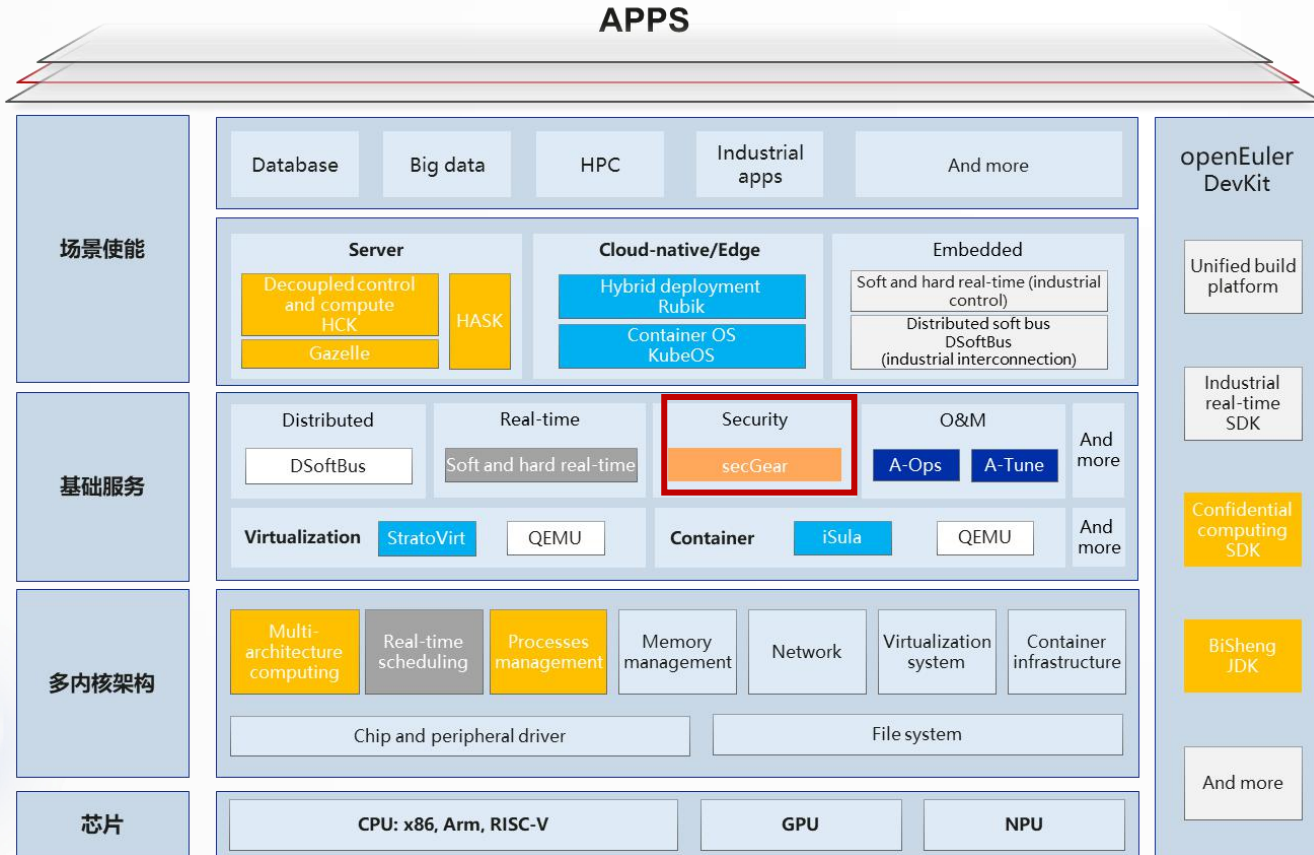 APPS
场景使能
Database
Big data
HPC
Industrial
apps
And more
Server
Decoupled control
and compute
HCK
Gazelle
HASK
Cloud-native/Edge
Hybrid deployment
Rubik
Container OS
KubeOS
Embedded
Soft and hard real-time (industrial
control)
Distributed soft bus
DSoftBus
(industrial interconnection)
基础服务
Distributed
DSoftBus
Real-time
Soft and hard real-time
Security
secGear
O&M
A-Ops
A-Tune
And
more
Virtualization
StratoVirt
QEMU
Container
iSula
QEMU
And
more
多内核架构
Multi-
architecture
computing
Real-time
scheduling
Processes
management
Memory
management
Network
Virtualization
system
Container
infrastructure
Chip and peripheral driver
File system
芯片
CPU: x86, Arm, RISC-V
GPU
NPU
openEuler
DevKit
Unified build
platform
Industrial
real-time
SDK
Confidential
computing
SDK
BiSheng
JDK
And more